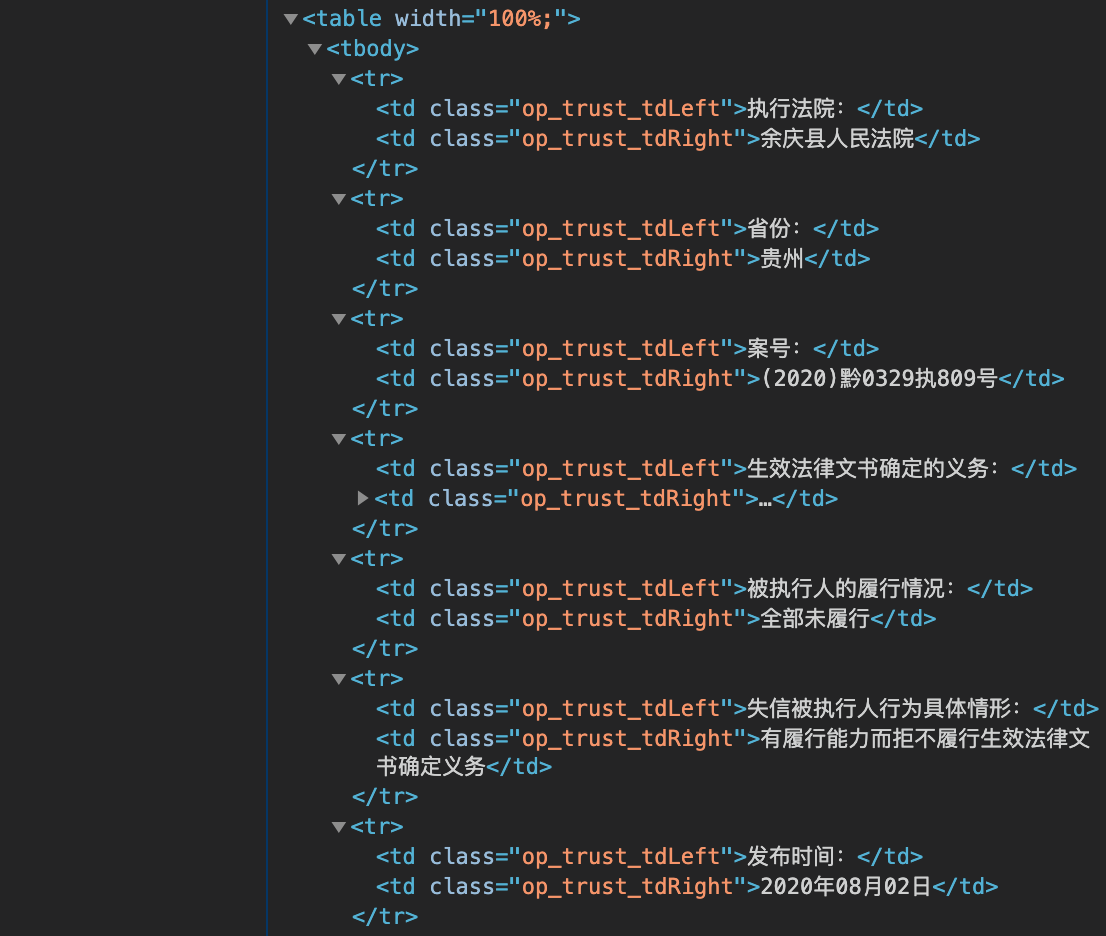 <table width="100%;">
<tbody>
<tr>
<td class="op_trust_tdLeft">执行法院：</td>
<td class="op_trust_tdRight">余庆县人民法院</td>
</tr>
<tr>
<td class="op_trust_tdLeft">省份：</td>
<td class="op_trust_tdRight">贵州</td>
</tr>
<tr>
<td class="op_trust_tdLeft">案号：</td>
<td class="op_trust_tdRight">(2020)黔0329执809号</td>
</tr>
<tr>
<td class="op_trust_tdLeft">生效法律文书确定的义务：</td>
<td class="op_trust_tdRight">…</td>
</tr>
<tr>
<td class="op_trust_tdLeft">被执行人的履行情况：</td>
<td class="op_trust_tdRight">全部未履行</td>
</tr>
<tr>
<td class="op_trust_tdLeft">失信被执行人行为具体情形：</td>
<td class="op_trust_tdRight">有履行能力而拒不履行生效法律文
书确定义务</td>
</tr>
<tr>
<td class="op_trust_tdLeft">发布时间：</td>
<td class="op_trust_tdRight">2020年08月02日</td>
</tr>